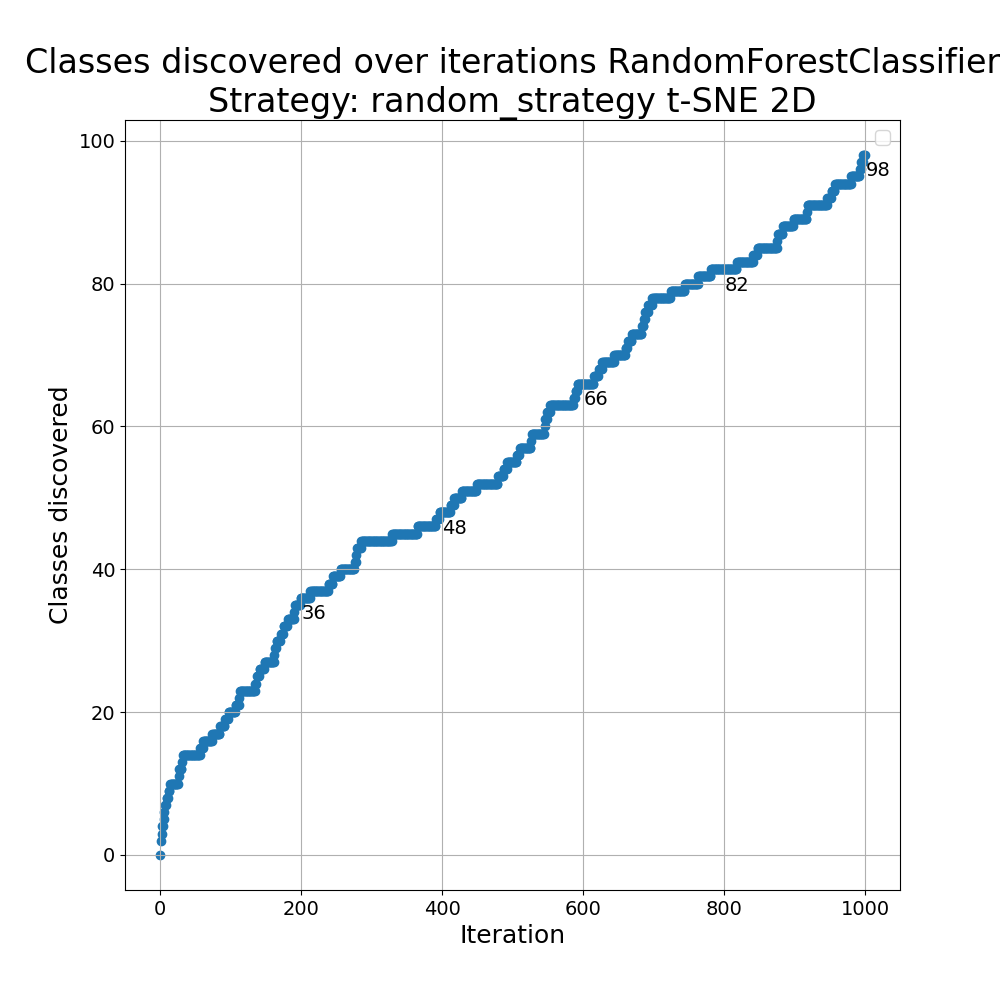 Classes discovered over iterations RandomForestClassifier
Strategy: random_strategy t-SNE 2D
100
98
80
82
66
60
Classes discovered
48
40
36
20
0
0 200 400 600 800 1000
Iteration